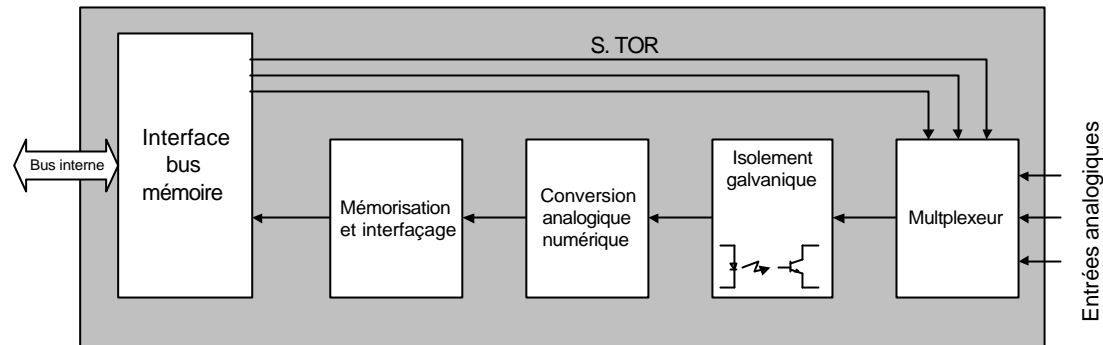 S. TOR
Bus interne
Interface
bus
mémoire
Mémorisation
et interfaçage
Conversion
analogique
numérique
Isolement
galvanique
Multplexeur
Entrées analogiques